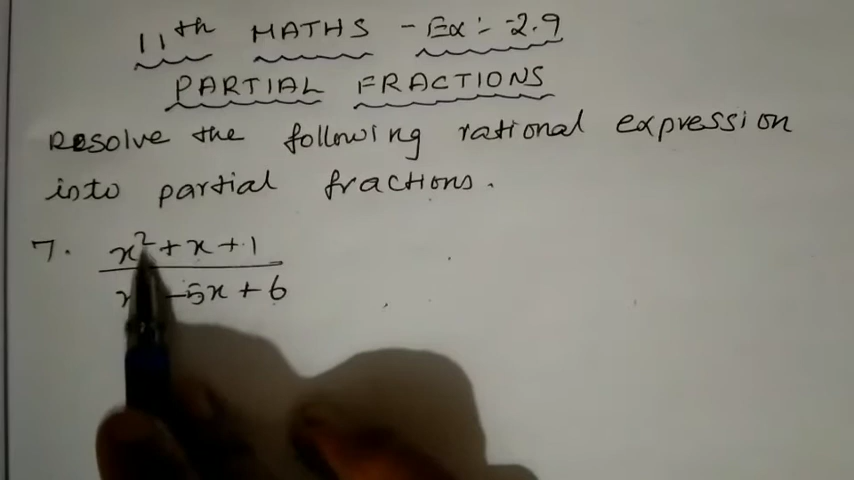 11th MATHS - Ex:- 2.9
PARTIAL FRACTIONS
Resolve the following rational expression
into partial fractions.
7. x² + x + 1
x - 5x + 6